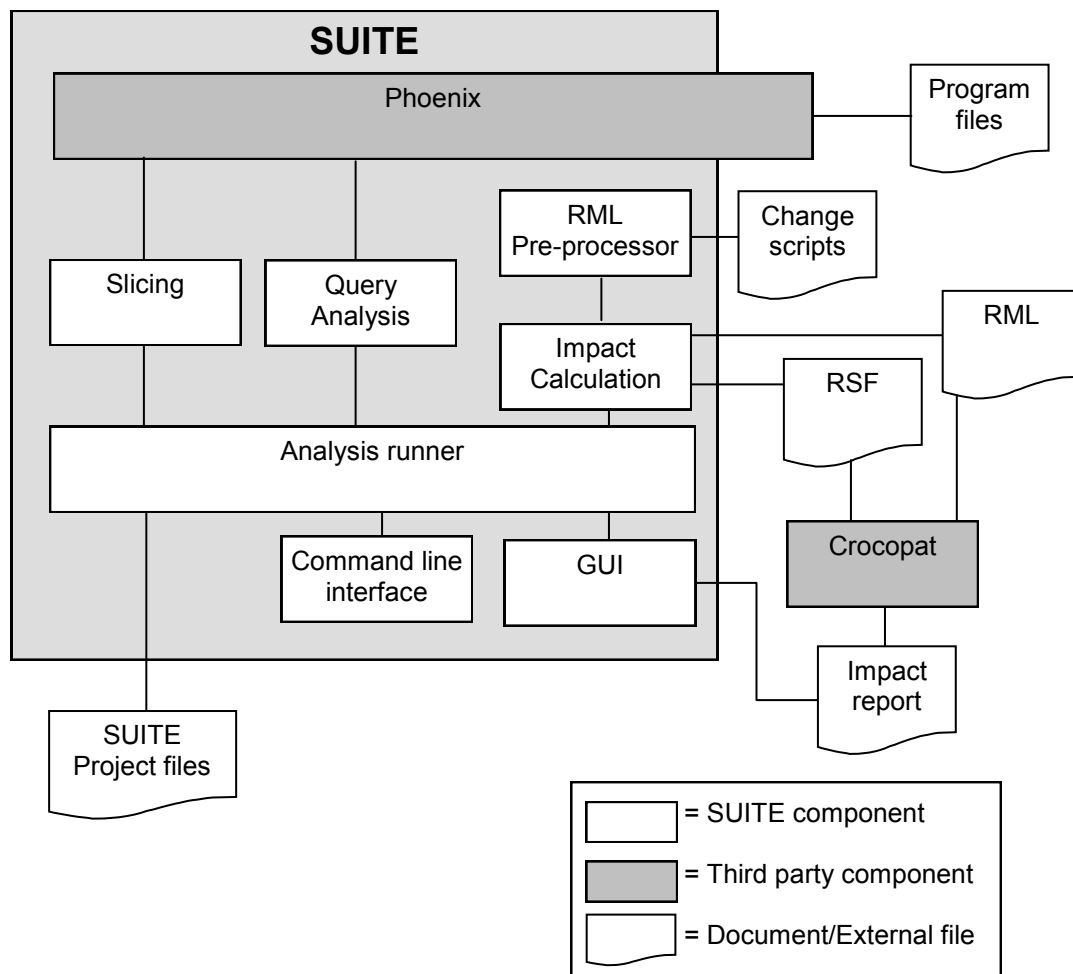 SUITE
Phoenix
Program
files
RML
Pre-processor
Change
scripts
Slicing
Query
Analysis
RML
Impact
Calculation
RSF
Analysis runner
Crocopat
Command line
interface
GUI
Impact
report
SUITE
Project files
= SUITE component
= Third party component
= Document/External file